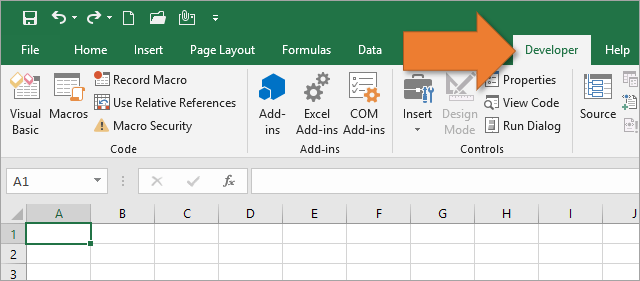 File Home Insert Page Layout Formulas Data Developer Help
Visual Basic
Macros
Record Macro
Use Relative References
Macro Security
Code
Add-ins
Excel Add-ins
COM Add-ins
Add-ins
Insert
Design Mode
Properties
View Code
Run Dialog
Controls
Source
A1 fx
A B C D E F G H I J
1
2
3